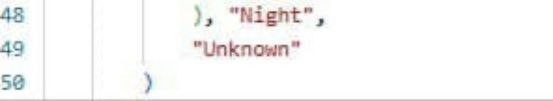 48 ), "Night",
49 "Unknown"
50 )